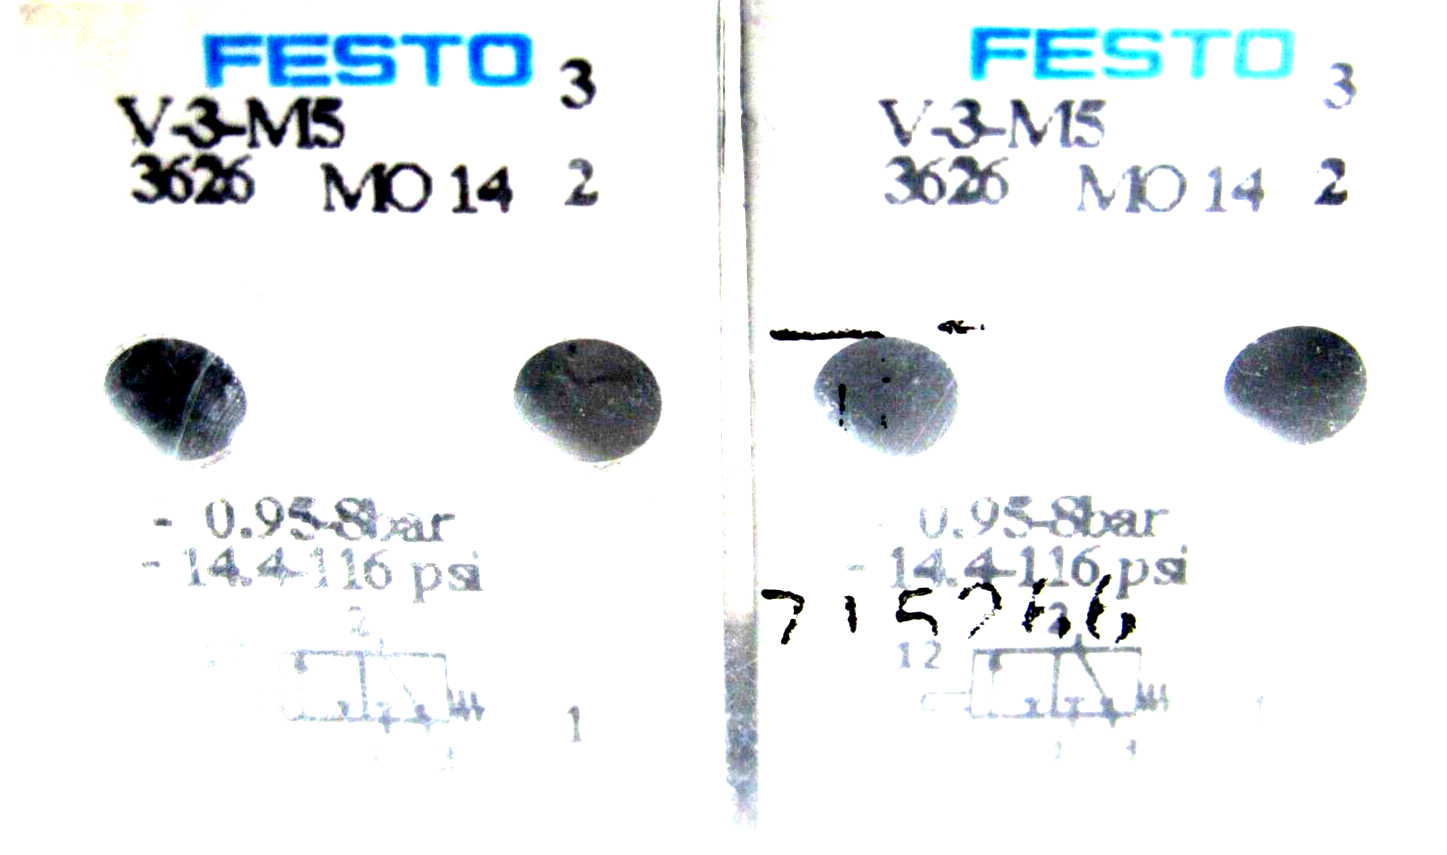 FESTO 3
V-3-M5
3626 MO 14 2
- 0.95-8bar
- 14.4-116 psi
2
1
FESTO 3
V-3-M5
3626 MO 14 2
0.95-8bar
- 14.4-116 psi
2
12